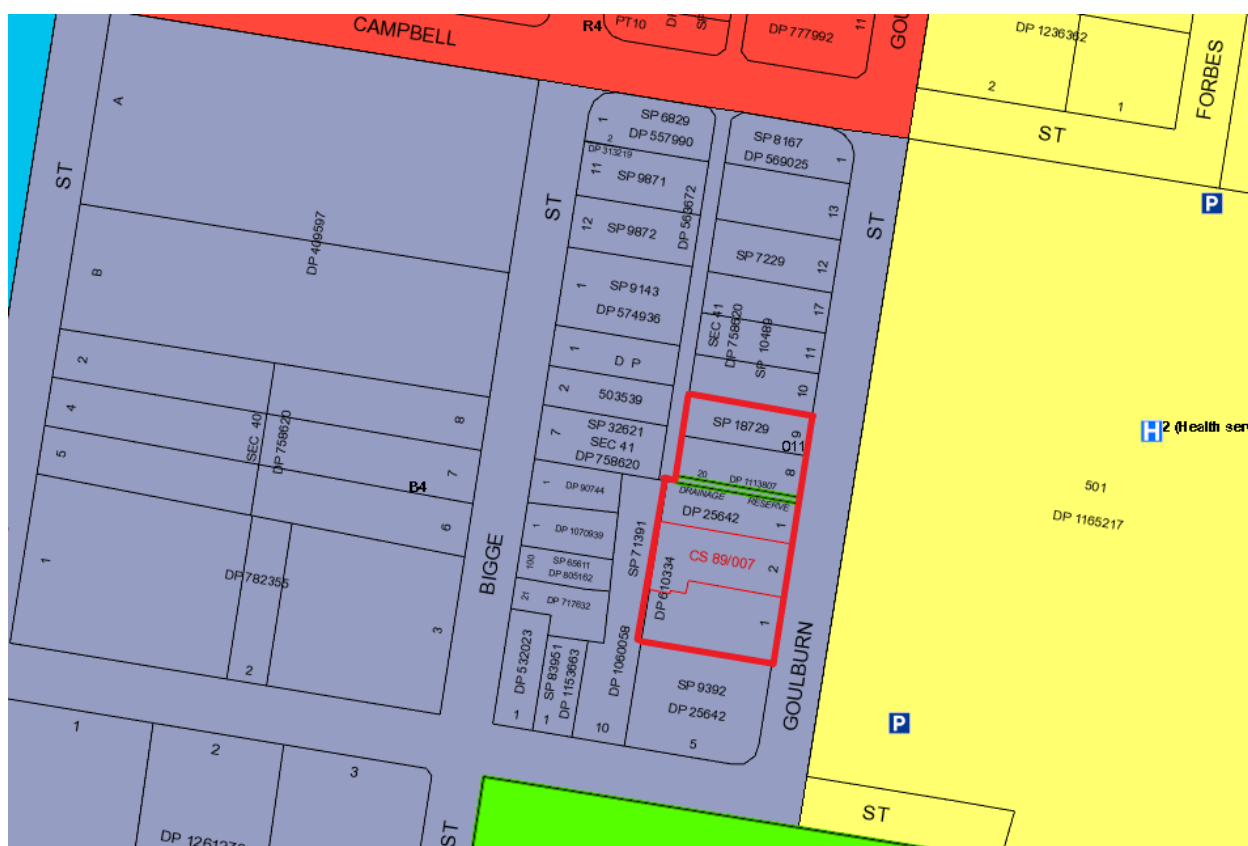 CAMPBELL
R4
PT10
DP 777992
11
DP 1236362
2
1
FORBES
ST
P
A
ST
B
DP 409597
2
4
5
SEC 40
DP 758620
8
7
6
B4
1
DP 782355
2
3
ST
BIGGE
1
2
SP 6829
DP 557990
DP 313219
11
SP 9871
12
SP 9872
DP 563672
1
SP 9143
DP 574936
1
D P
2
503539
7
SP 32621
SEC 41
DP 758620
1
DP 90744
1
DP 1070939
100
SP 65611
DP 805162
21
DP 717632
SP 71391
DP 1060058
10
DP 532023
1
SP 83951
DP 1153663
1
SP 8167
DP 569025
1
13
SP 7229
12
17
SEC 41
DP 758620
SP 10489
11
10
SP 18729
9
O11
8
20
DP 1113807
DRAINAGE
RESERVE
DP 25642
1
CS 89/007
2
DP 610334
1
SP 9392
DP 25642
5
ST
GOULBURN
H
2 (Health serv
501
DP 1165217
P
ST
1
2
3
ST